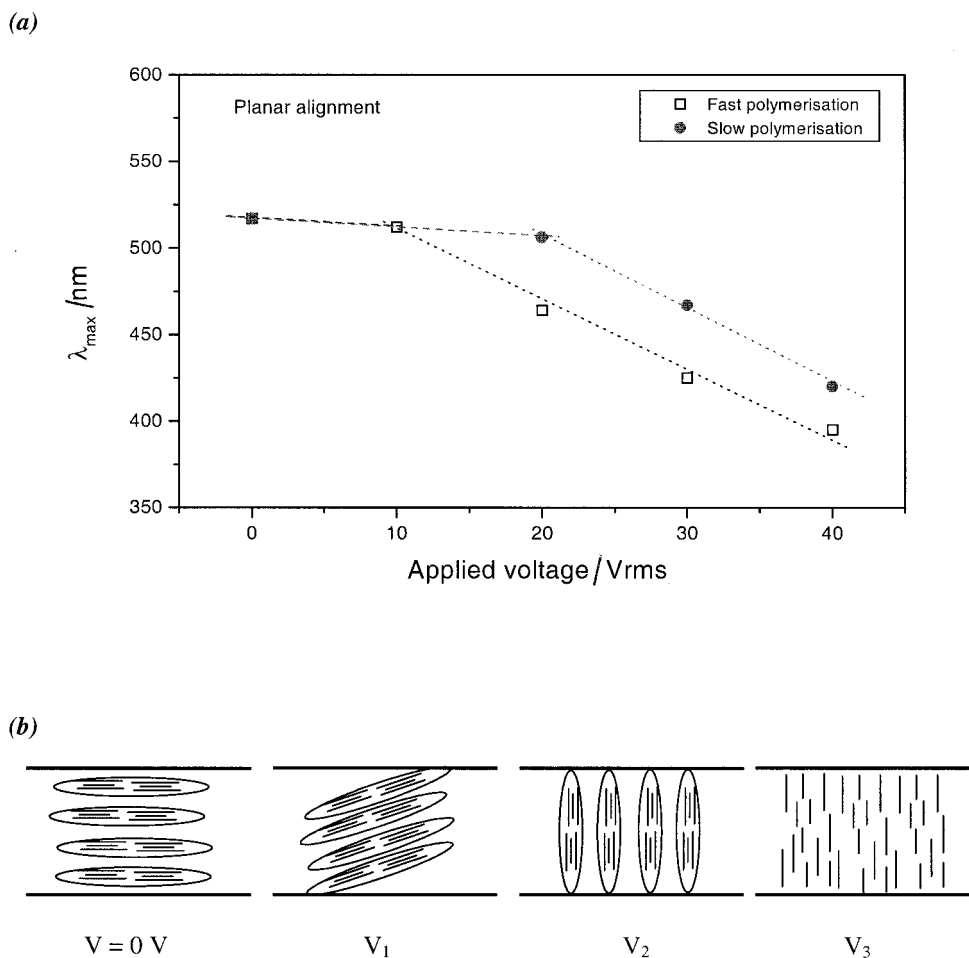 (a)
600
550
500
450
400
350
λmax /nm
Planar alignment
Fast polymerisation
Slow polymerisation
0 10 20 30 40
Applied voltage/Vrms
(b)
V = 0 V V₁ V₂ V₃